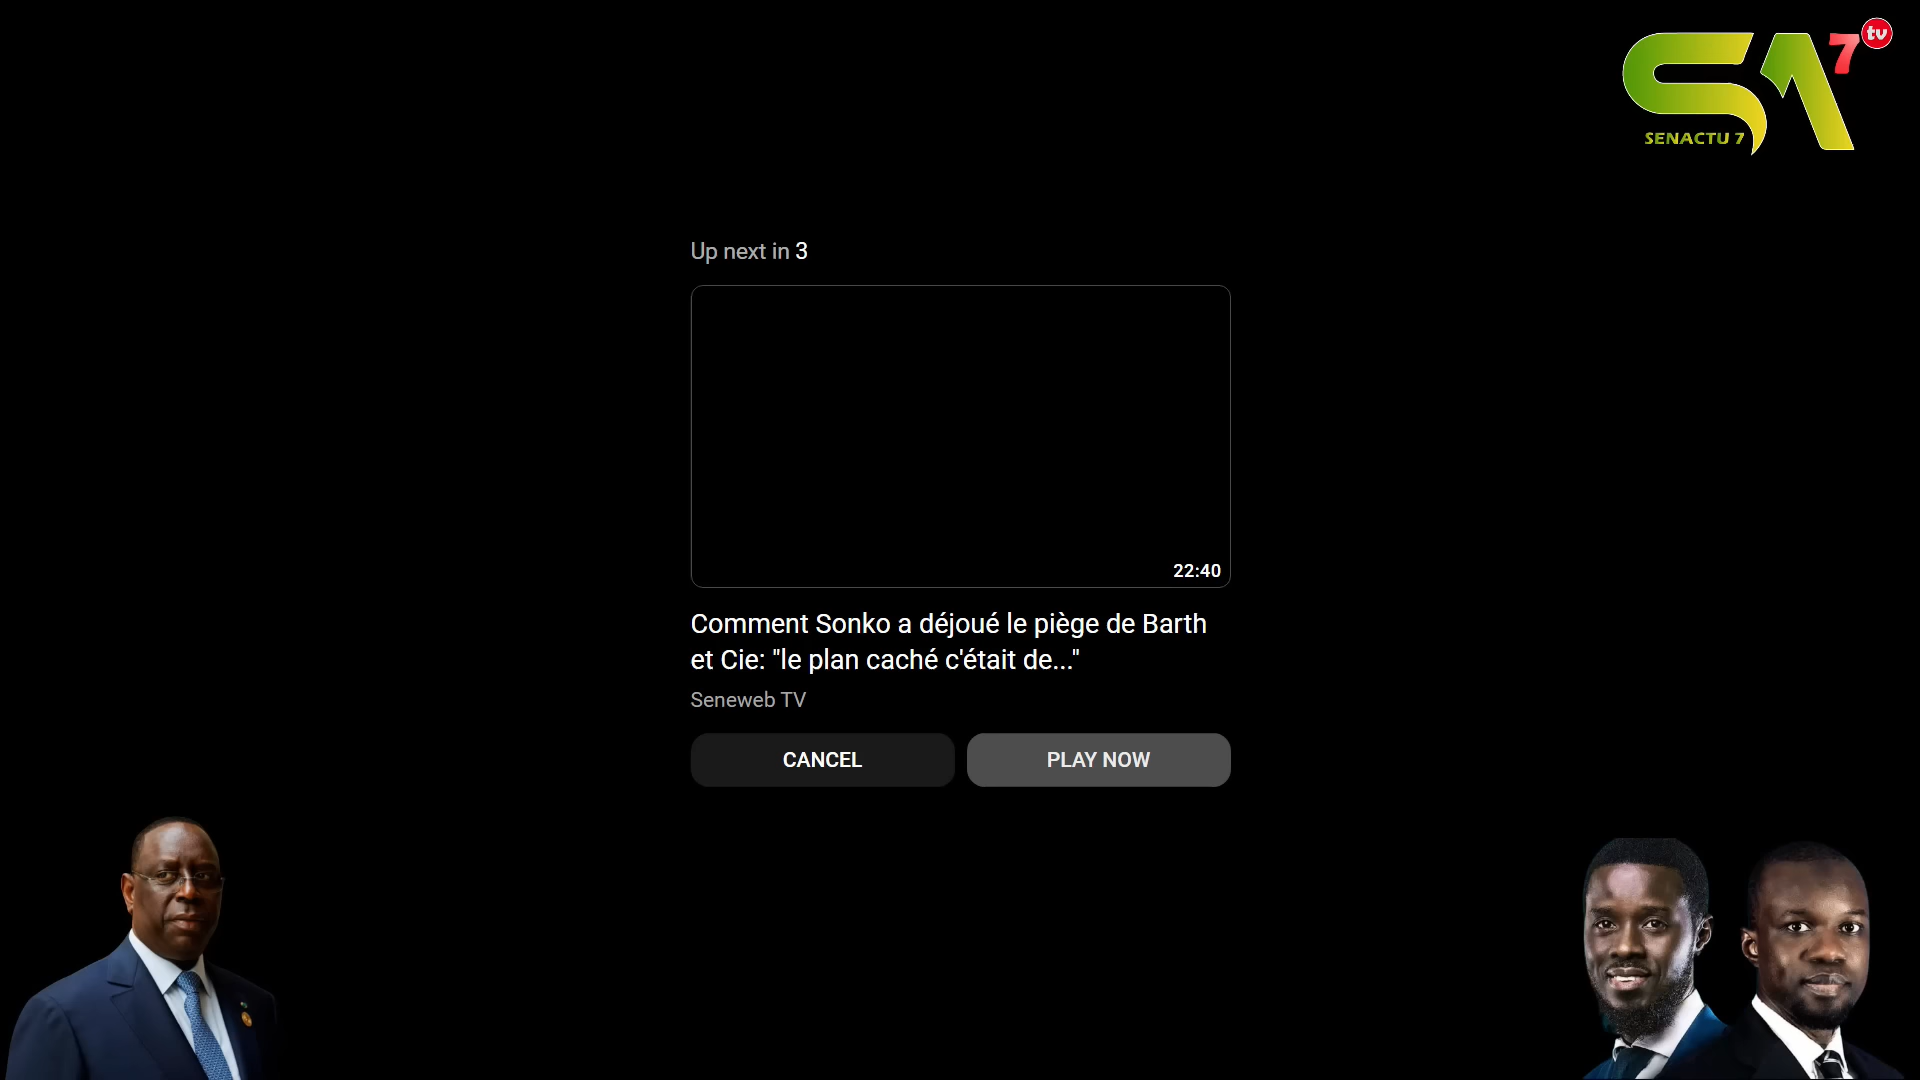 7 tv
SENACTU 7
Up next in 3
22:40
Comment Sonko a déjoué le piège de Barth
et Cie: "le plan caché c'était de..."
Seneweb TV
CANCEL
PLAY NOW